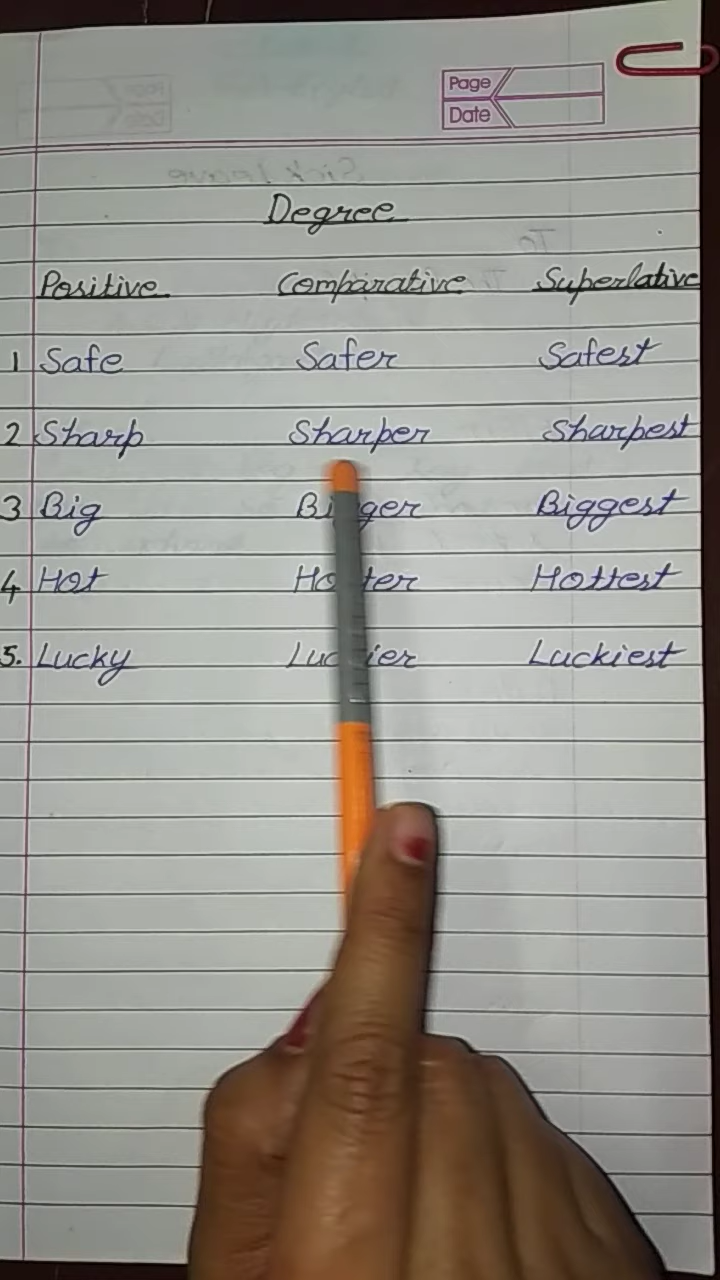 Page
Date
Degree
Positive Comparative Superlative
1 Safe Safer Safest
2 Sharp Sharper Sharpest
3 Big Biggest
4 Hot Hottest
5. Lucky Luckiest